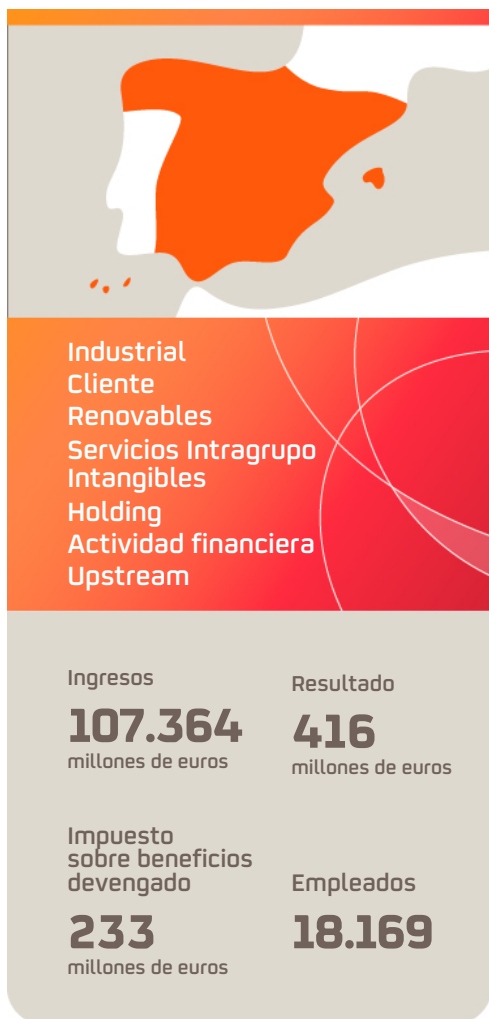 Industrial
Cliente
Renovables
Servicios Intragrupo
Intangibles
Holding
Actividad financiera
Upstream
Ingresos
107.364
millones de euros
Resultado
416
millones de euros
Impuesto
sobre beneficios
devengado
233
millones de euros
Empleados
18.169